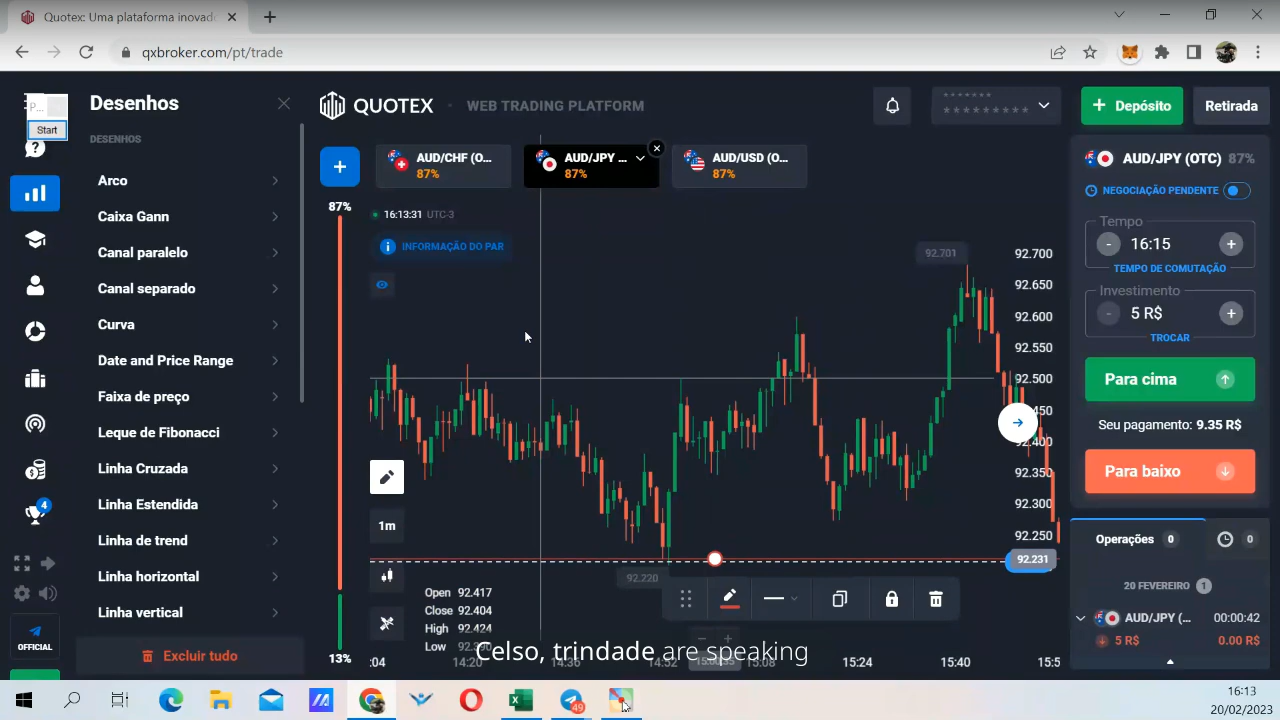 Quotex: Uma plataforma inovado
qxbroker.com/pt/trade
P...
Start
Desenhos
QUOTEX
WEB TRADING PLATFORM
*******
*********
Depósito
Retirada
DESENHOS
Arco
Caixa Gann
Canal paralelo
Canal separado
Curva
Date and Price Range
Faixa de preço
Leque de Fibonacci
Linha Cruzada
Linha Estendida
Linha de trend
Linha horizontal
Linha vertical
Excluir tudo
4
OFFICIAL
AUD/CHF (O...
87%
AUD/JPY ...
87%
AUD/USD (O...
87%
87%
16:13:31 UTC-3
INFORMAÇÃO DO PAR
92.701
92.700
92.650
92.600
92.550
92.500
92.450
92.400
92.350
92.300
92.250
92.231
1m
92.220
Open 92.417
Close 92.404
High 92.424
Low
13%
:04
14:20
14:36
14:52
15:08
15:24
15:40
15:5
Celso, trindade are speaking
AUD/JPY (OTC) 87%
NEGOCIAÇÃO PENDENTE
Tempo
- 16:15 +
TEMPO DE COMUTAÇÃO
Investimento
- 5 R$ +
TROCAR
Para cima
Seu pagamento: 9.35 R$
Para baixo
Operações 0
0
20 FEVEREIRO 1
AUD/JPY (... 00:00:42
5 R$ 0.00 R$
49
16:13
20/02/2023